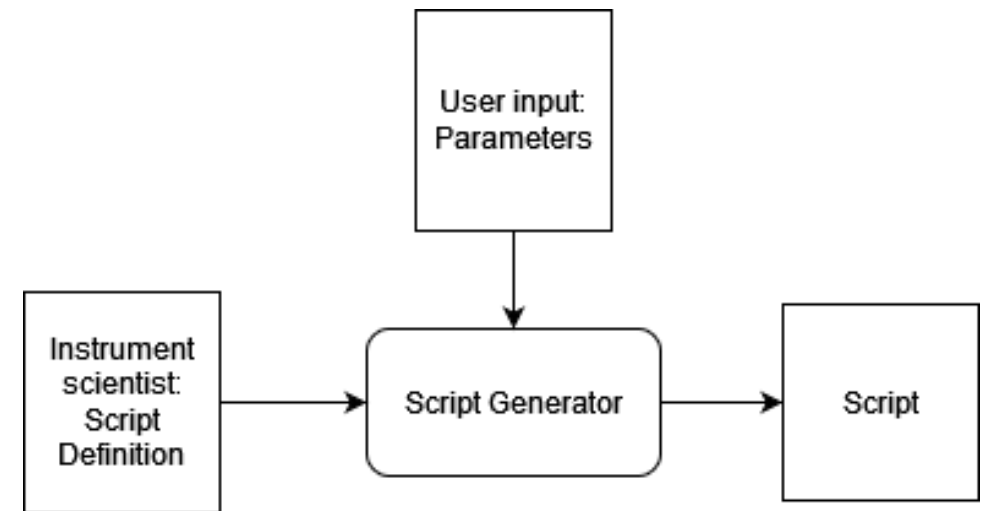 User input:
Parameters
Instrument
scientist:
Script
Definition
Script Generator
Script